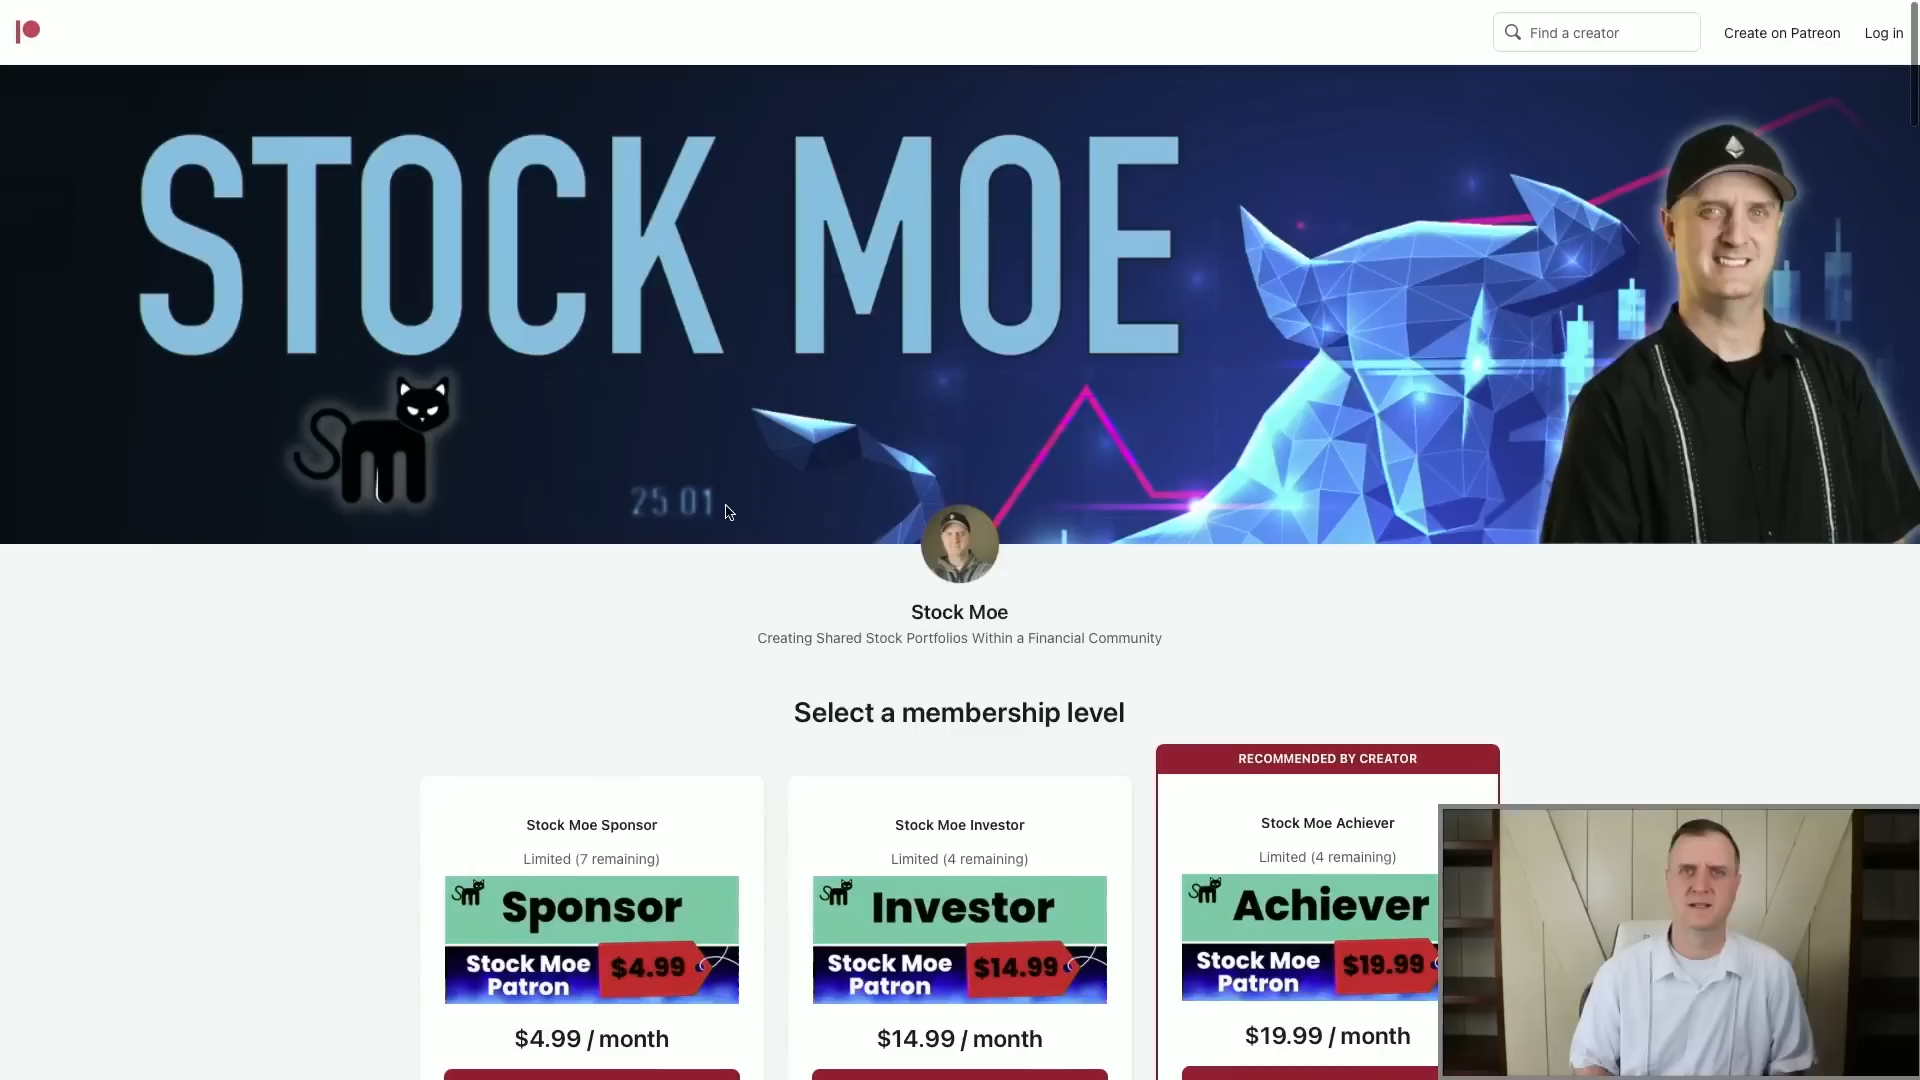 Find a creator
Create on Patreon
Log in
STOCK MOE
25.01
Stock Moe
Creating Shared Stock Portfolios Within a Financial Community
Select a membership level
RECOMMENDED BY CREATOR
Stock Moe Sponsor
Limited (7 remaining)
Sponsor
Stock Moe
Patron
$4.99
$4.99 / month
Stock Moe Investor
Limited (4 remaining)
Investor
Stock Moe
Patron
$14.99
$14.99 / month
Stock Moe Achiever
Limited (4 remaining)
Achiever
Stock Moe
Patron
$19.99
$19.99 / month